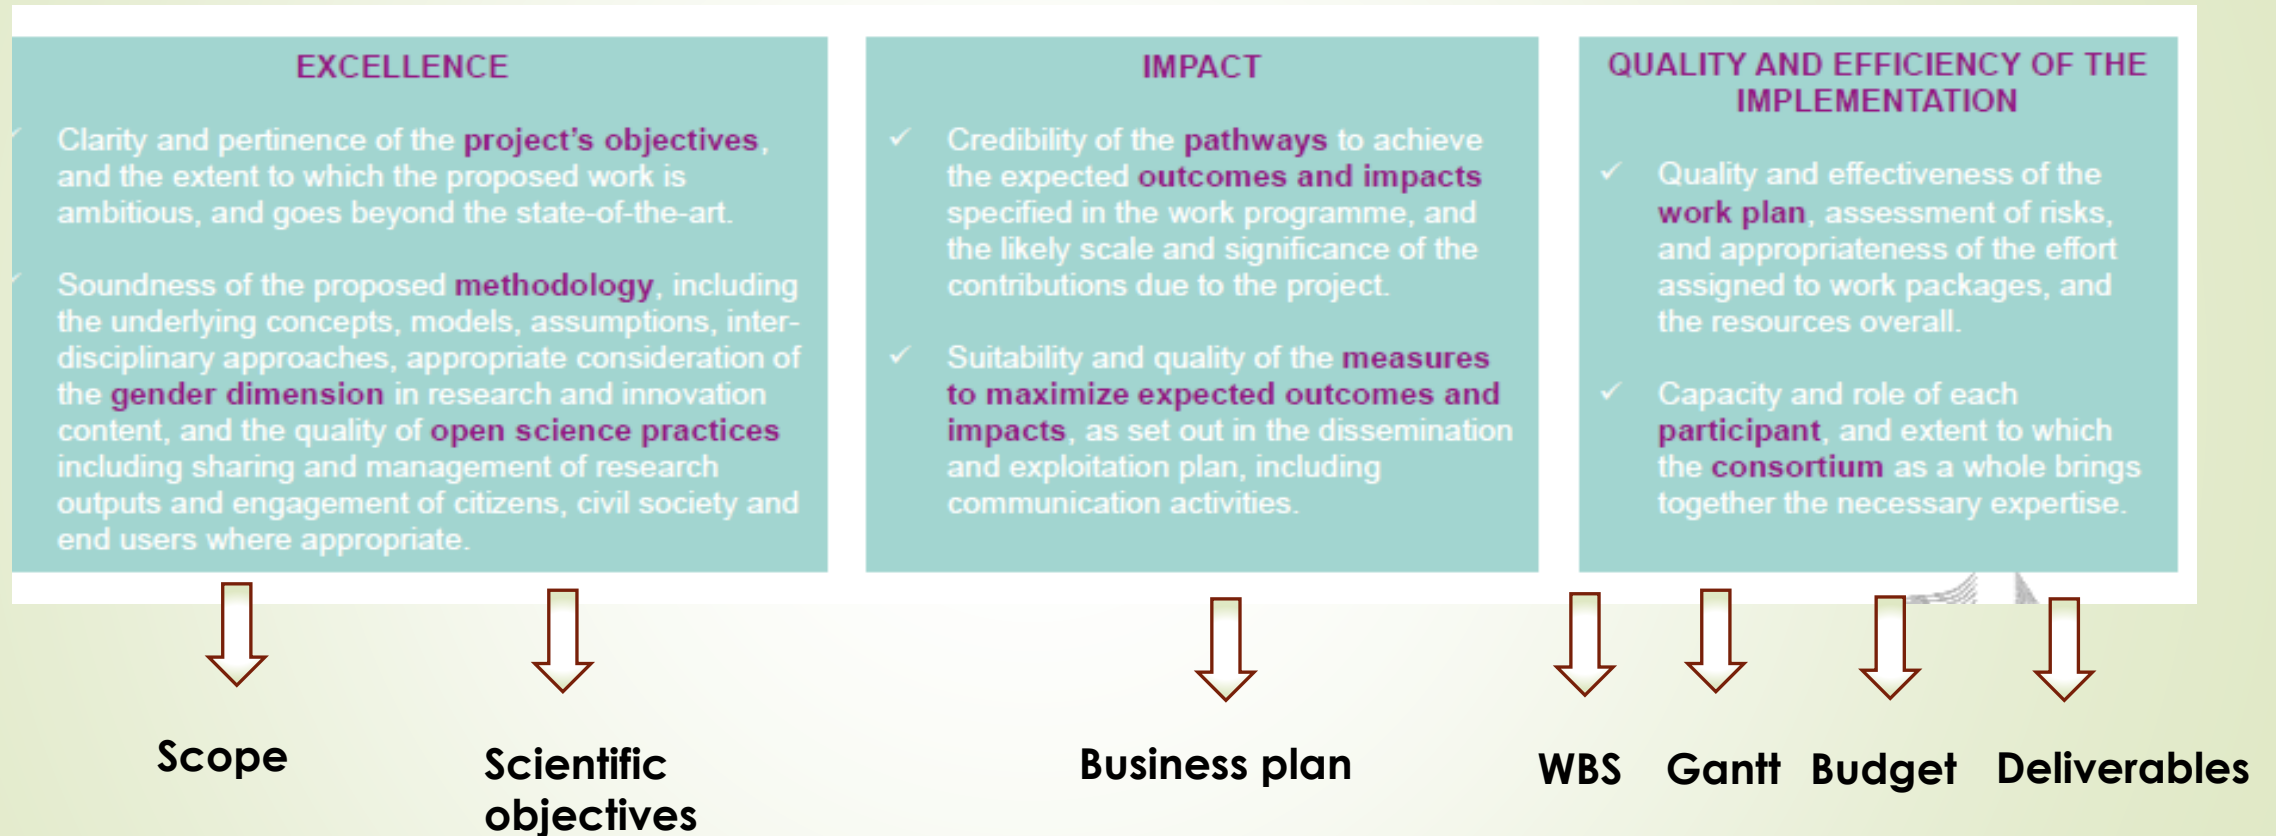 EXCELLENCE
✓ Clarity and pertinence of the project's objectives,
and the extent to which the proposed work is
ambitious, and goes beyond the state-of-the-art.
✓ Soundness of the proposed methodology, including
the underlying concepts, models, assumptions, inter-
disciplinary approaches, appropriate consideration of
the gender dimension in research and innovation
content, and the quality of open science practices
including sharing and management of research
outputs and engagement of citizens, civil society and
end users where appropriate.
IMPACT
✓ Credibility of the pathways to achieve
the expected outcomes and impacts
specified in the work programme, and
the likely scale and significance of the
contributions due to the project.
✓ Suitability and quality of the measures
to maximize expected outcomes and
impacts, as set out in the dissemination
and exploitation plan, including
communication activities.
QUALITY AND EFFICIENCY OF THE
IMPLEMENTATION
✓ Quality and effectiveness of the
work plan, assessment of risks,
and appropriateness of the effort
assigned to work packages, and
the resources overall.
✓ Capacity and role of each
participant, and extent to which
the consortium as a whole brings
together the necessary expertise.
Scope
Scientific
objectives
Business plan
WBS
Gantt
Budget
Deliverables